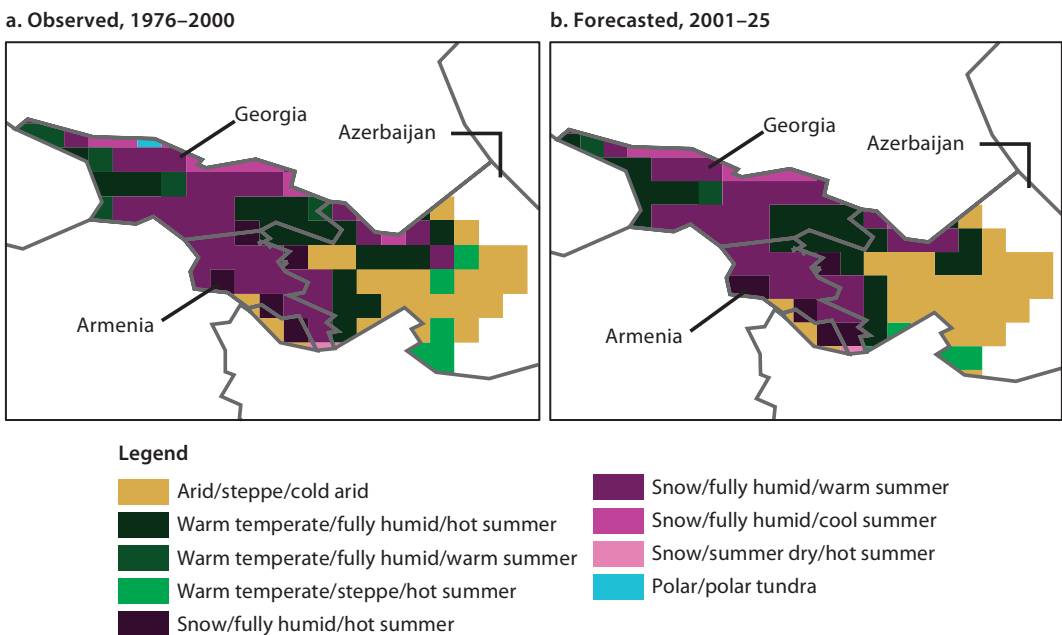 a. Observed, 1976–2000
b. Forecasted, 2001–25
Georgia
Azerbaijan
Armenia
Georgia
Azerbaijan
Armenia
Legend
Arid/steppe/cold arid
Warm temperate/fully humid/hot summer
Warm temperate/fully humid/warm summer
Warm temperate/steppe/hot summer
Snow/fully humid/hot summer
Snow/fully humid/warm summer
Snow/fully humid/cool summer
Snow/summer dry/hot summer
Polar/polar tundra